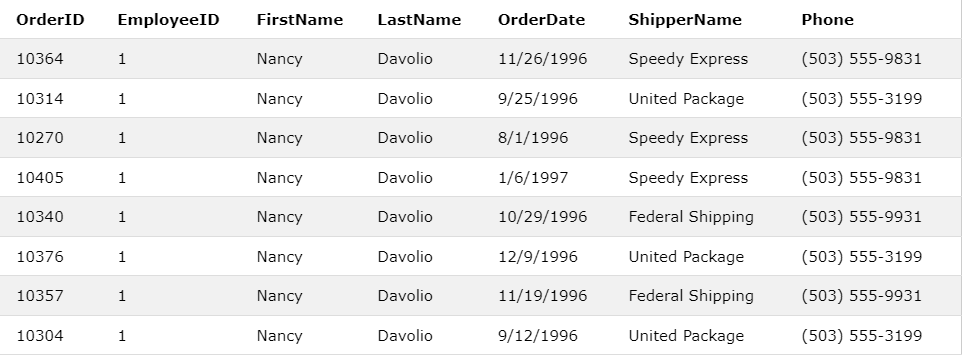 OrderID EmployeeID FirstName LastName OrderDate ShipperName Phone
10364 1 Nancy Davolio 11/26/1996 Speedy Express (503) 555-9831
10314 1 Nancy Davolio 9/25/1996 United Package (503) 555-3199
10270 1 Nancy Davolio 8/1/1996 Speedy Express (503) 555-9831
10405 1 Nancy Davolio 1/6/1997 Speedy Express (503) 555-9831
10340 1 Nancy Davolio 10/29/1996 Federal Shipping (503) 555-9931
10376 1 Nancy Davolio 12/9/1996 United Package (503) 555-3199
10357 1 Nancy Davolio 11/19/1996 Federal Shipping (503) 555-9931
10304 1 Nancy Davolio 9/12/1996 United Package (503) 555-3199